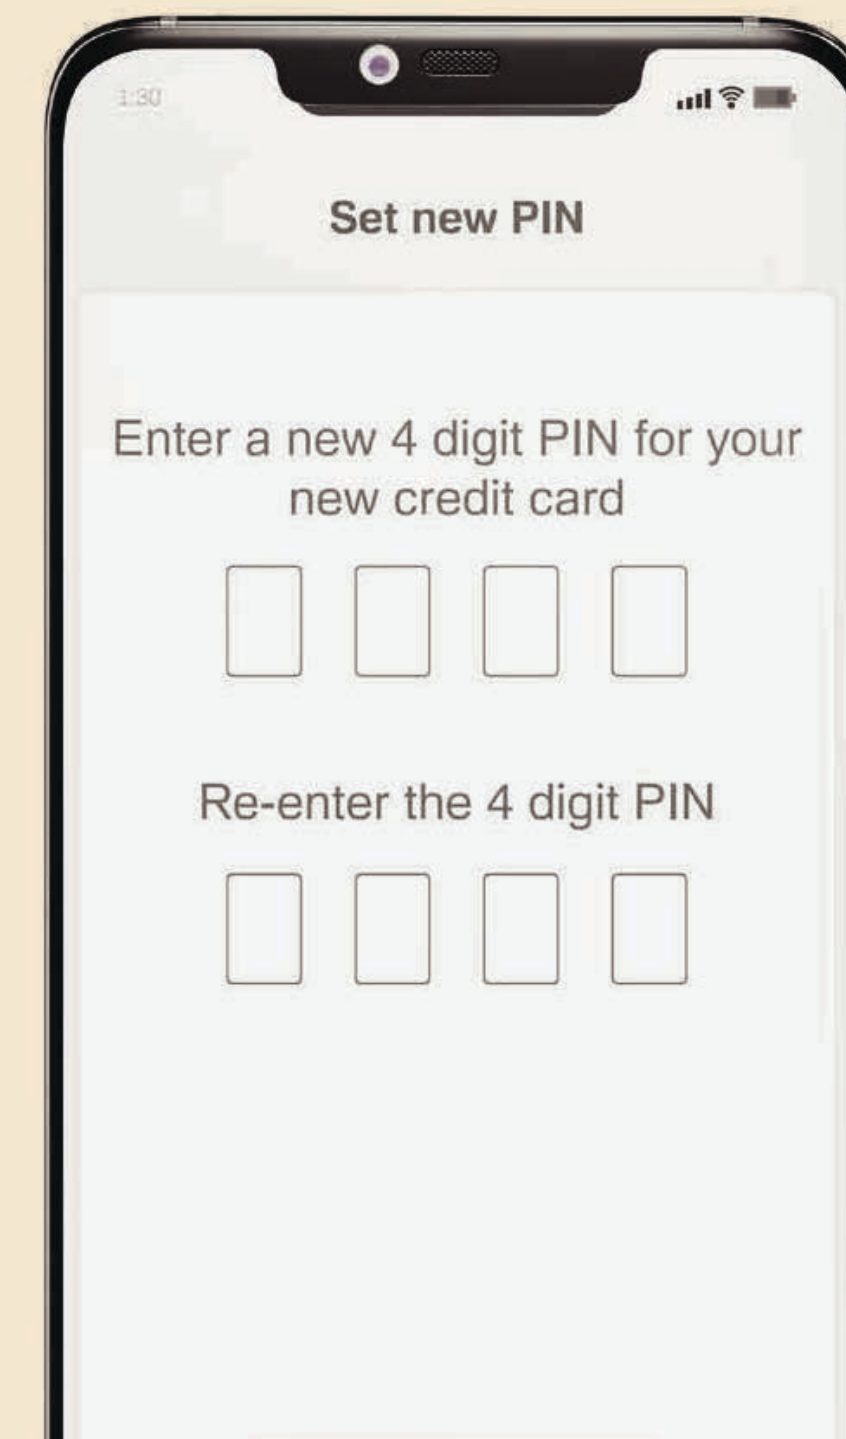 1:30
Set new PIN
Enter a new 4 digit PIN for your
new credit card
Re-enter the 4 digit PIN